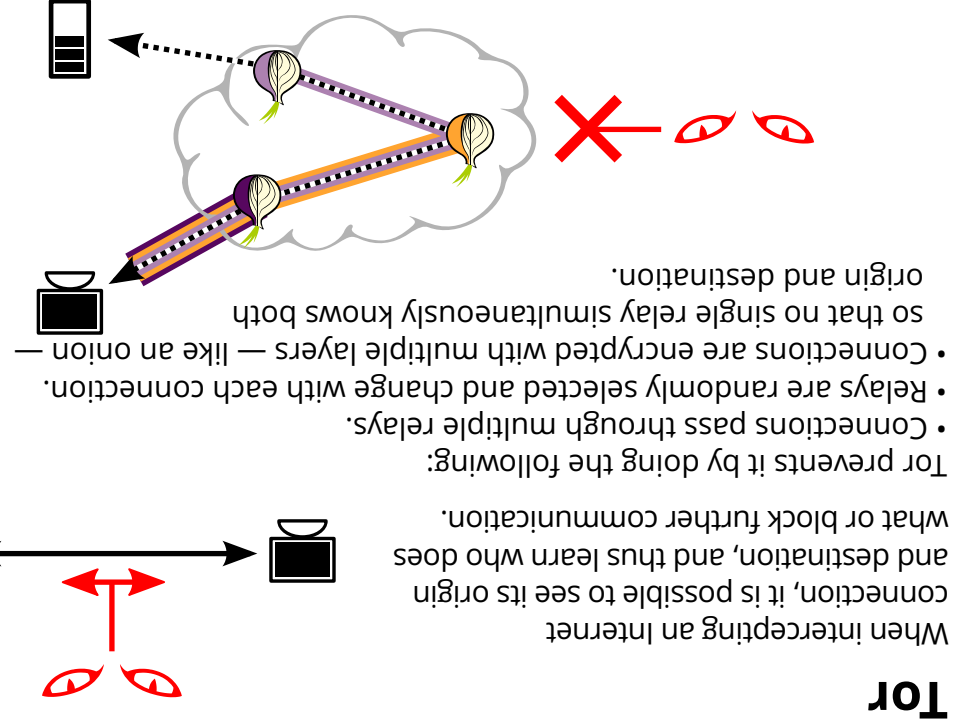 Tor
When intercepting an Internet
connection, it is possible to see its origin
and destination, and thus learn who does
what or block further communication.
Tor prevents it by doing the following:
• Connections pass through multiple relays.
• Relays are randomly selected and change with each connection.
• Connections are encrypted with multiple layers — like an onion —
so that no single relay simultaneously knows both
origin and destination.